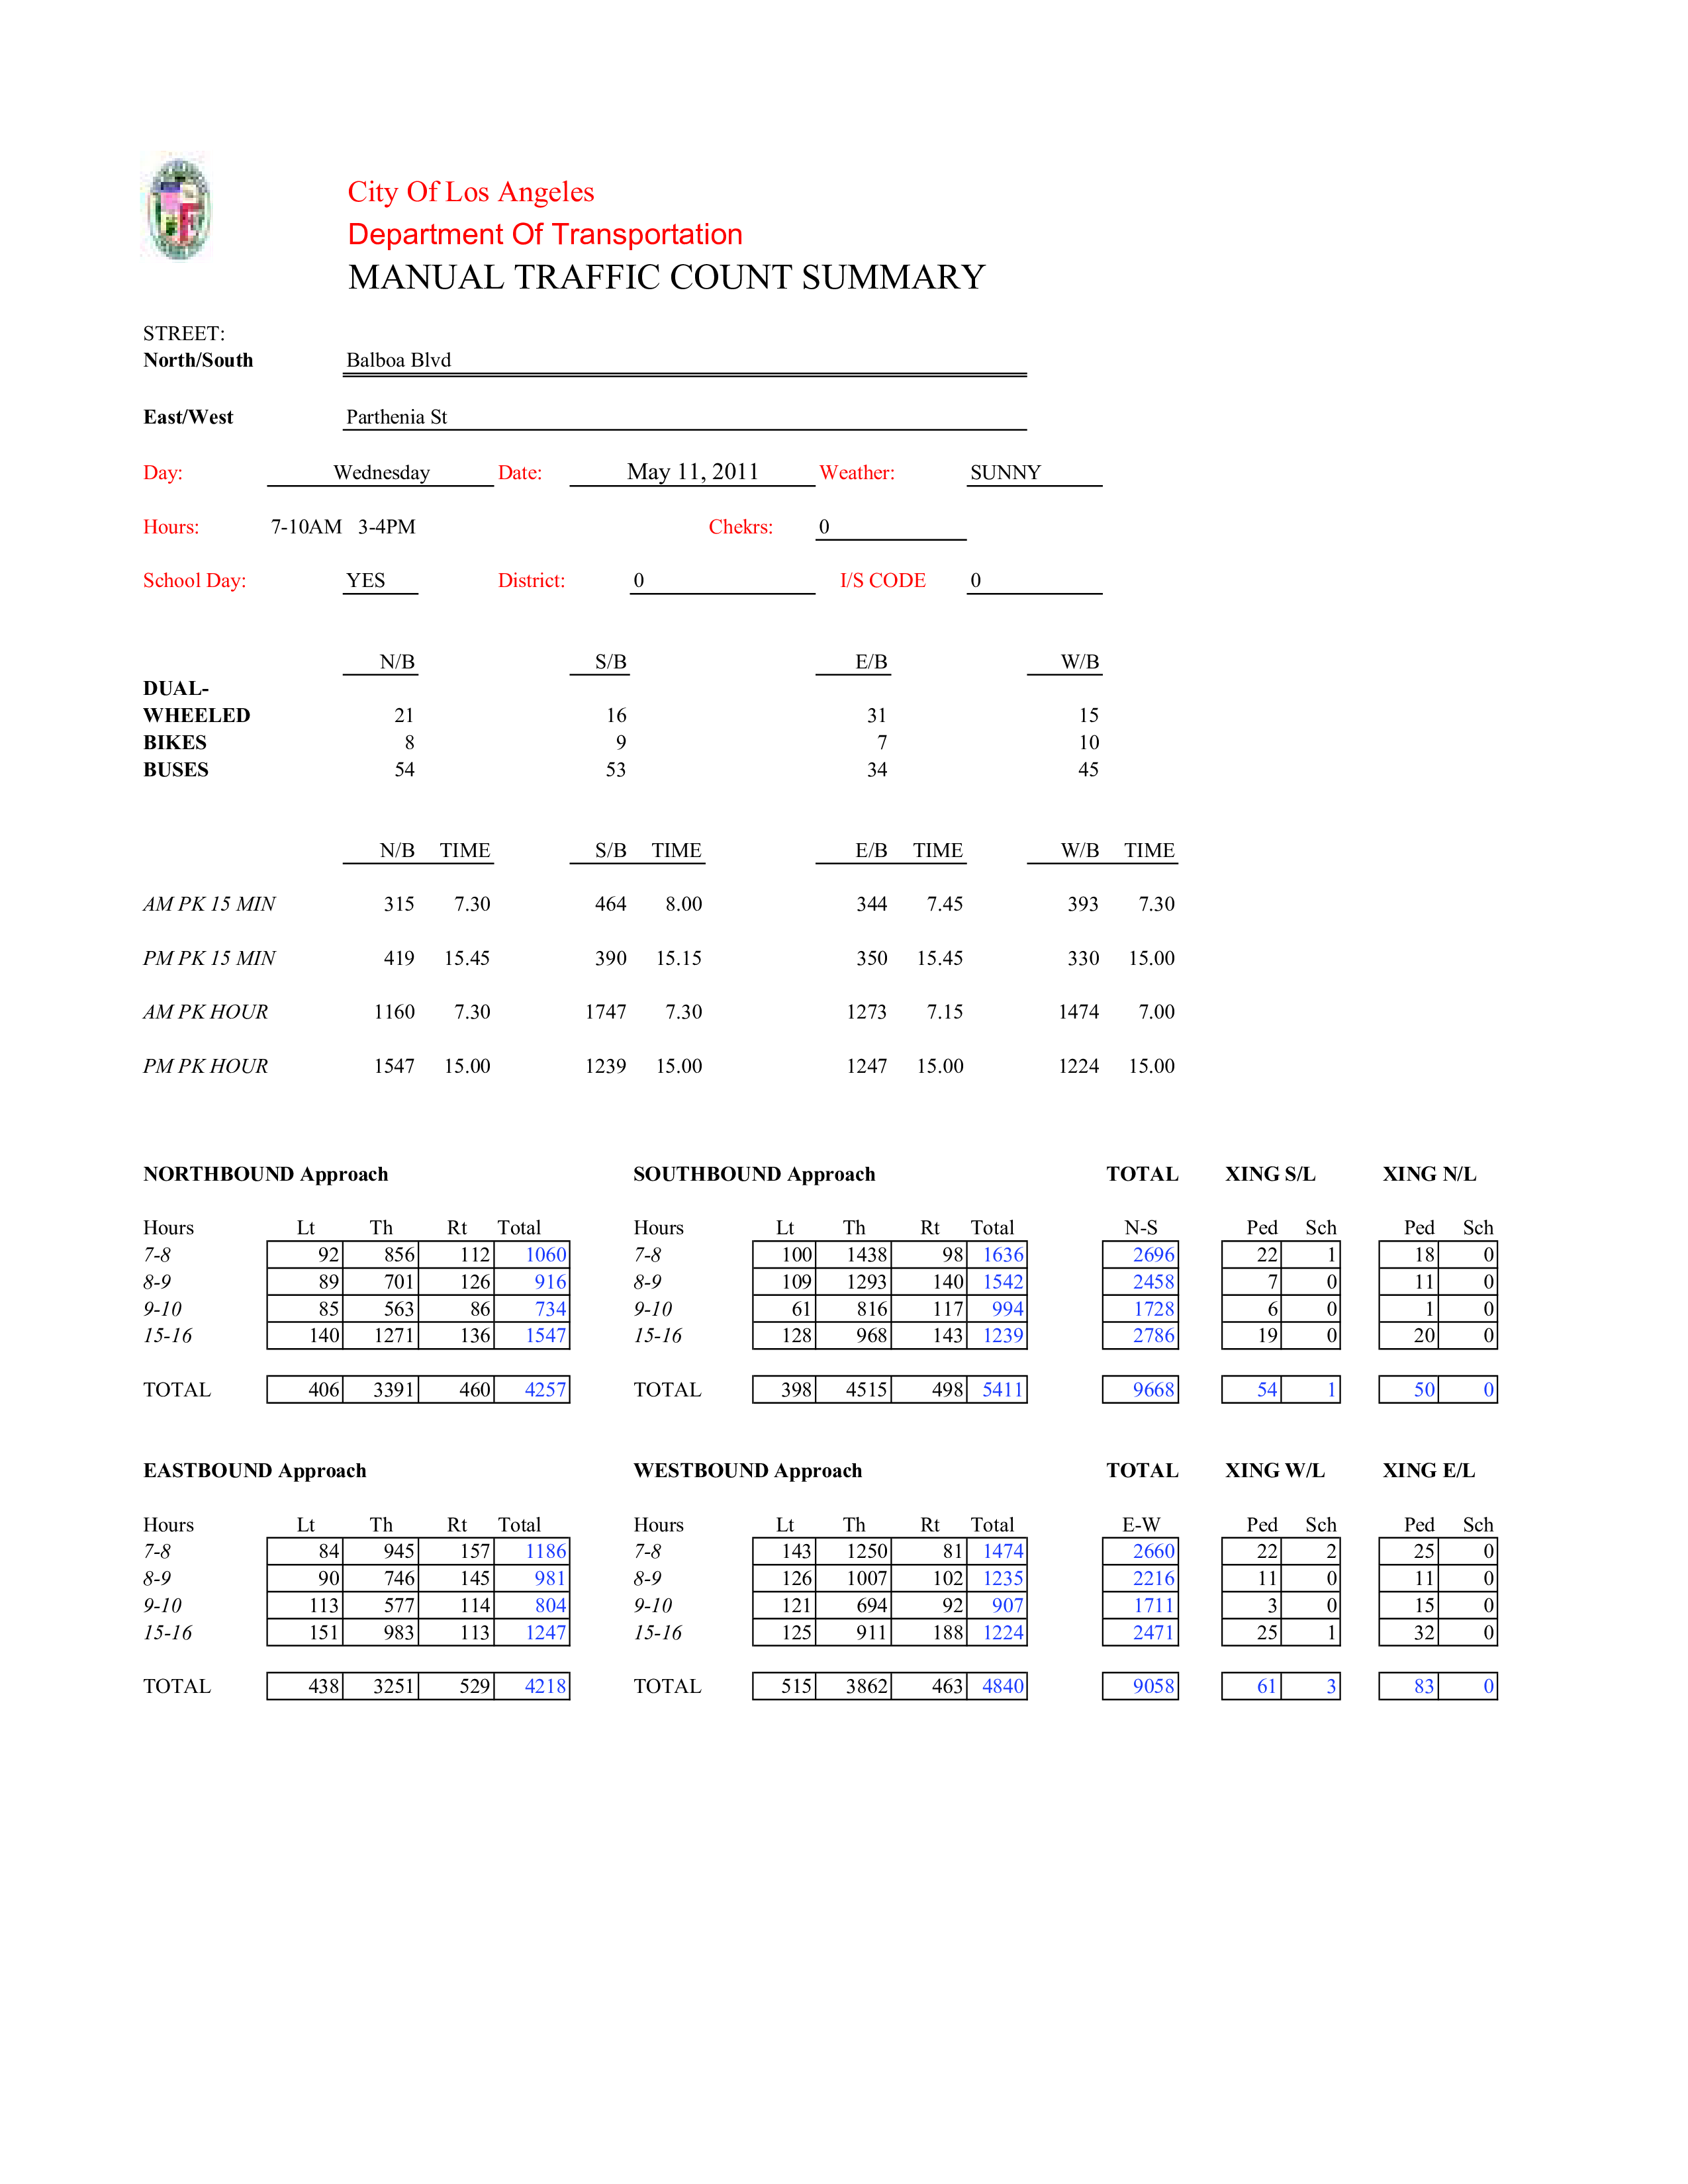 City Of Los Angeles
Department Of Transportation
MANUAL TRAFFIC COUNT SUMMARY
STREET:
North/South Balboa Blvd
East/West Parthenia St
Day: Wednesday Date: May 11, 2011 Weather: SUNNY
Hours: 7-10AM 3-4PM Chekrs: 0
School Day: YES District: 0 I/S CODE 0
N/B S/B E/B W/B
DUAL-
WHEELED 21 16 31 15
BIKES 8 9 7 10
BUSES 54 53 34 45
N/B TIME S/B TIME E/B TIME W/B TIME
AM PK 15 MIN 315 7.30 464 8.00 344 7.45 393 7.30
PM PK 15 MIN 419 15.45 390 15.15 350 15.45 330 15.00
AM PK HOUR 1160 7.30 1747 7.30 1273 7.15 1474 7.00
PM PK HOUR 1547 15.00 1239 15.00 1247 15.00 1224 15.00
NORTHBOUND Approach SOUTHBOUND Approach TOTAL XING S/L XING N/L
Hours Lt Th Rt Total Hours Lt Th Rt Total N-S Ped Sch Ped Sch
7-8 92 856 112 1060 7-8 100 1438 98 1636 2696 22 1 18 0
8-9 89 701 126 916 8-9 109 1293 140 1542 2458 7 0 11 0
9-10 85 563 86 734 9-10 61 816 117 994 1728 6 0 1 0
15-16 140 1271 136 1547 15-16 128 968 143 1239 2786 19 0 20 0
TOTAL 406 3391 460 4257 TOTAL 398 4515 498 5411 9668 54 1 50 0
EASTBOUND Approach WESTBOUND Approach TOTAL XING W/L XING E/L
Hours Lt Th Rt Total Hours Lt Th Rt Total E-W Ped Sch Ped Sch
7-8 84 945 157 1186 7-8 143 1250 81 1474 2660 22 2 25 0
8-9 90 746 145 981 8-9 126 1007 102 1235 2216 11 0 11 0
9-10 113 577 114 804 9-10 121 694 92 907 1711 3 0 15 0
15-16 151 983 113 1247 15-16 125 911 188 1224 2471 25 1 32 0
TOTAL 438 3251 529 4218 TOTAL 515 3862 463 4840 9058 61 3 83 0